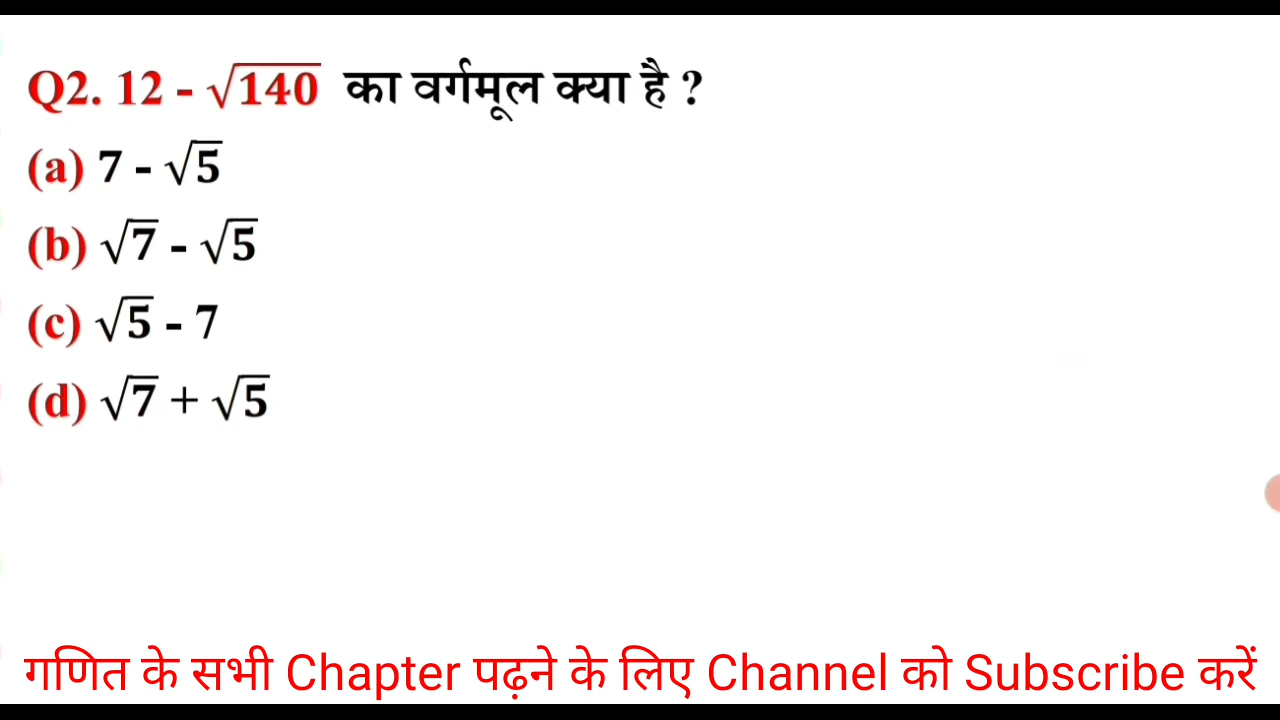 Q2. 12 - √140 का वर्गमूल क्या है ?
(a) 7 - √5
(b) √7 - √5
(c) √5 - 7
(d) √7 + √5
गणित के सभी Chapter पढ़ने के लिए Channel को Subscribe करें